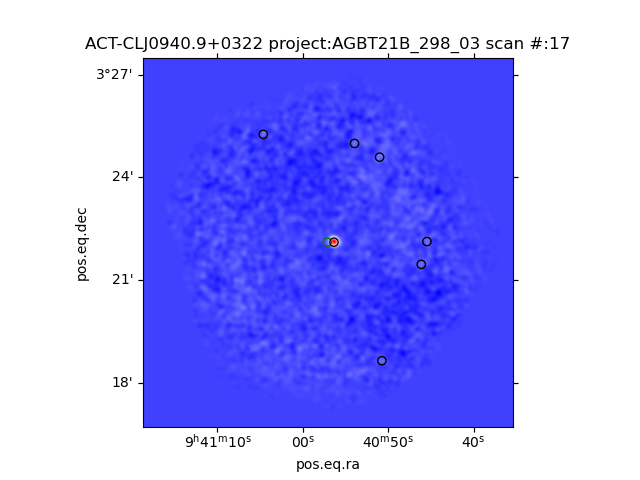 ACT-CLJ0940.9+0322 project:AGBT21B_298_03 scan #:17
3°27'
24'
21'
18'
pos.eq.dec
9ʰ41ᵐ10ˢ 00ˢ 40ᵐ50ˢ 40ˢ
pos.eq.ra